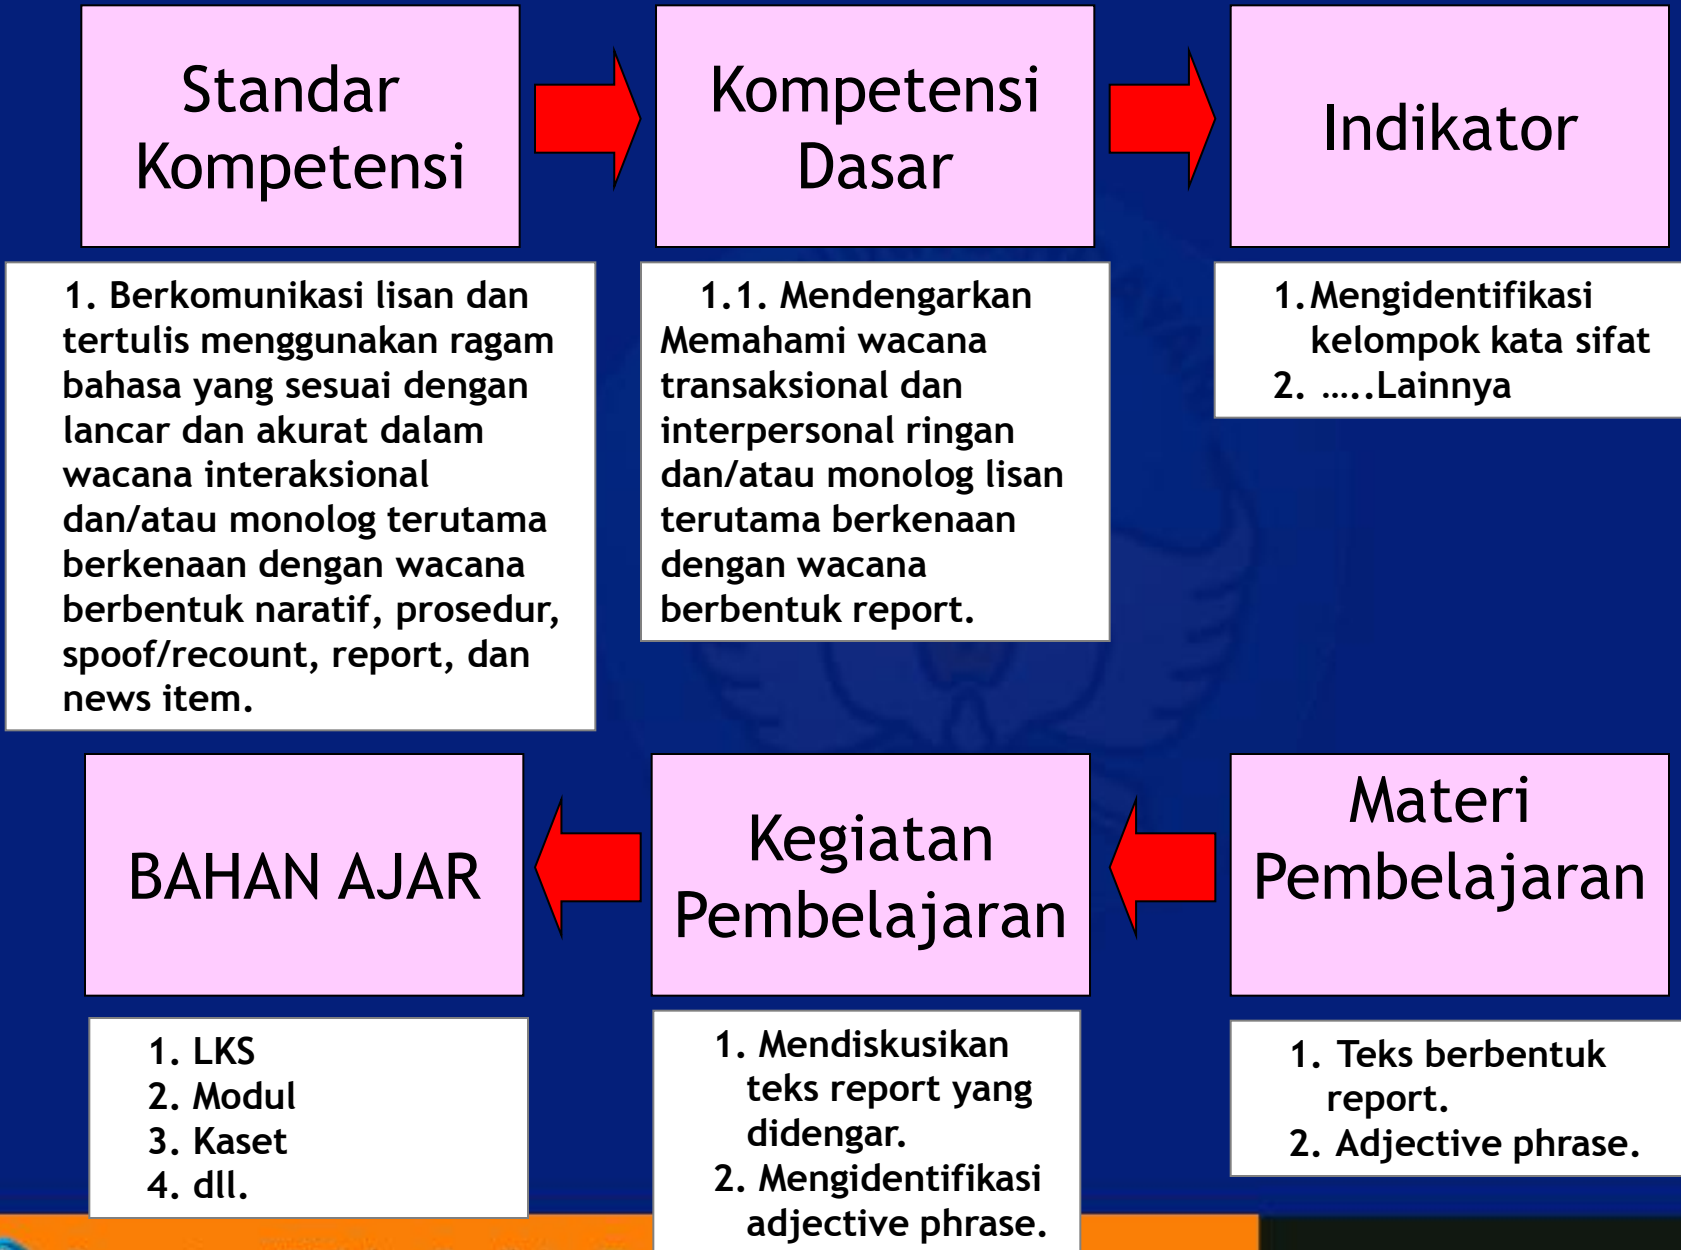 Standar
Kompetensi
Kompetensi
Dasar
Indikator
1. Berkomunikasi lisan dan
tertulis menggunakan ragam
bahasa yang sesuai dengan
lancar dan akurat dalam
wacana interaksional
dan/atau monolog terutama
berkenaan dengan wacana
berbentuk naratif, prosedur,
spoof/recount, report, dan
news item.
1.1. Mendengarkan
Memahami wacana
transaksional dan
interpersonal ringan
dan/atau monolog lisan
terutama berkenaan
dengan wacana
berbentuk report.
1. Mengidentifikasi
kelompok kata sifat
2. …..Lainnya
BAHAN AJAR
Kegiatan
Pembelajaran
Materi
Pembelajaran
1. LKS
2. Modul
3. Kaset
4. dll.
1. Mendiskusikan
teks report yang
didengar.
2. Mengidentifikasi
adjective phrase.
1. Teks berbentuk
report.
2. Adjective phrase.